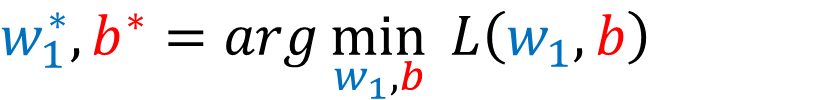 w₁*, b* = arg min L(w₁, b)
w₁,b